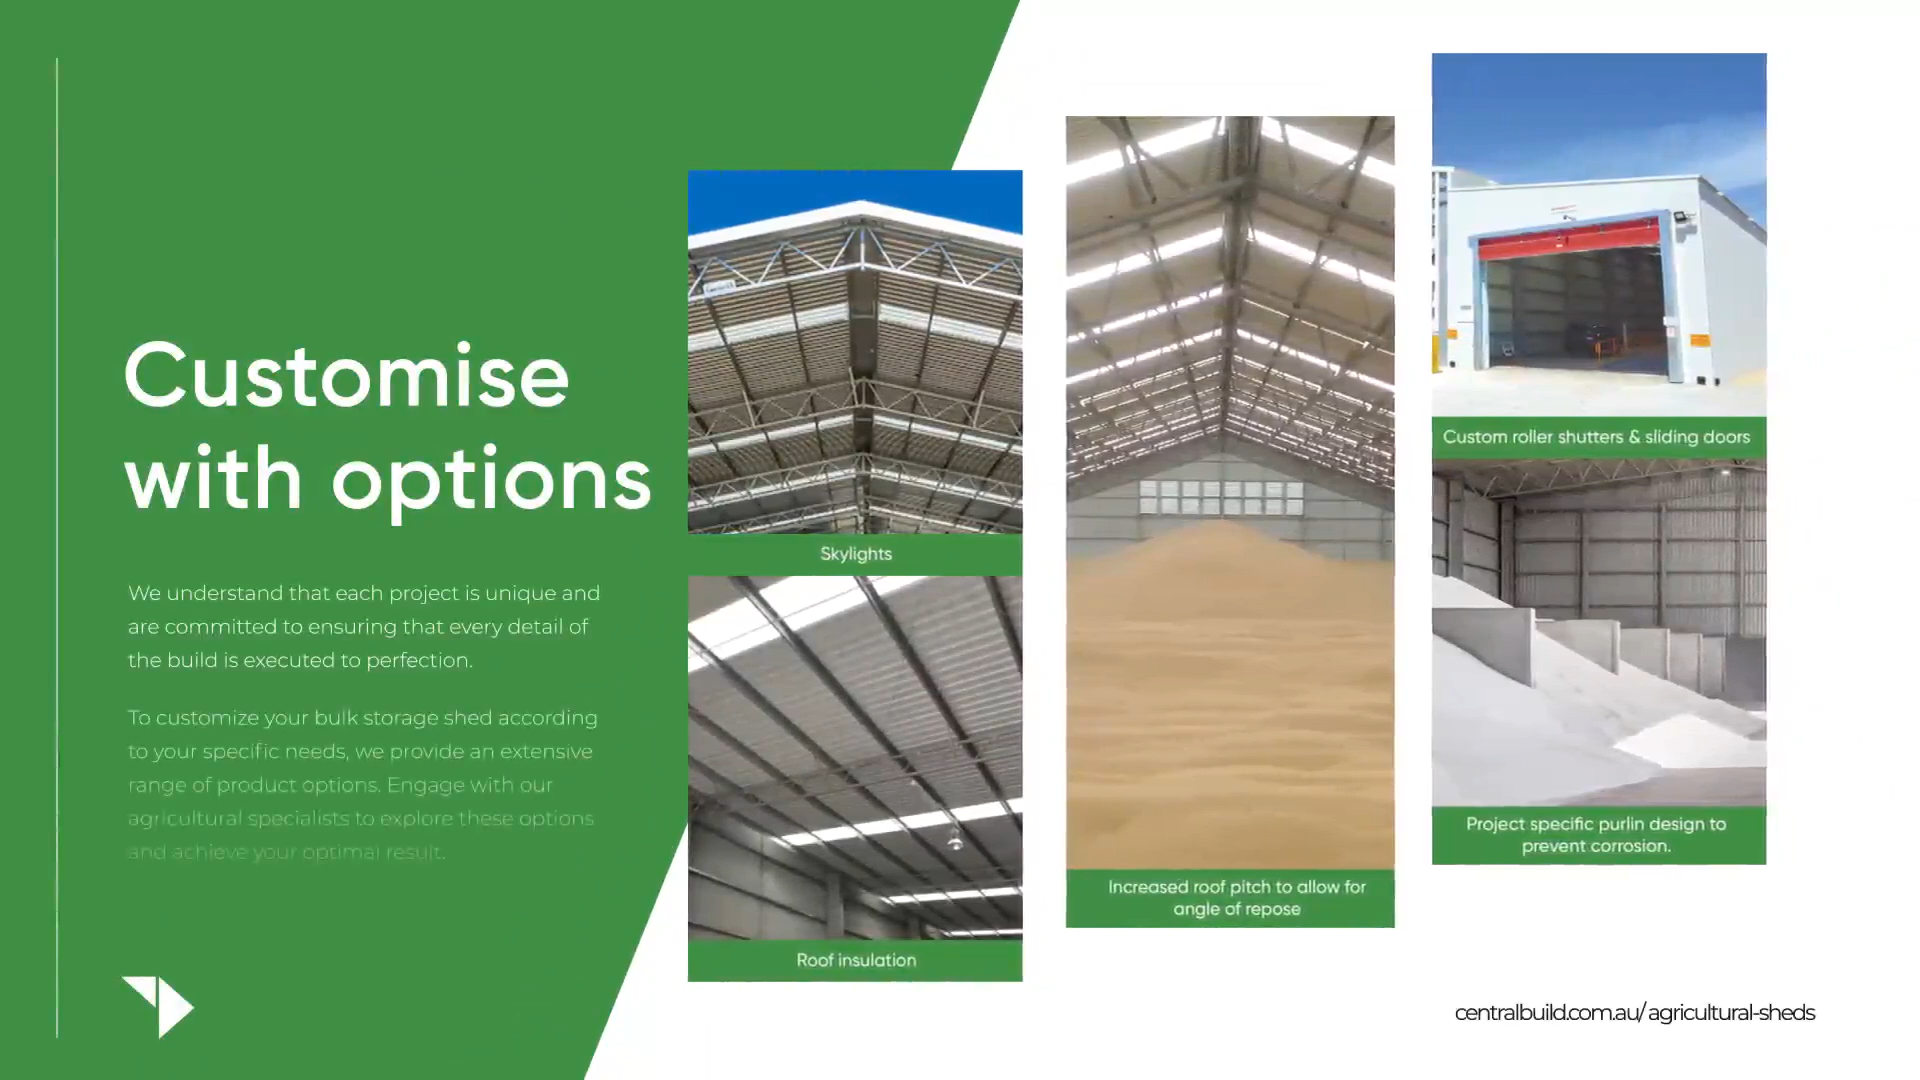 Customise
with options
We understand that each project is unique and
are committed to ensuring that every detail of
the build is executed to perfection.
To customize your bulk storage shed according
to your specific needs, we provide an extensive
range of product options. Engage with our
agricultural specialists to explore these options
and achieve your optimal result.
Skylights
Roof insulation
Increased roof pitch to allow for
angle of repose
Custom roller shutters & sliding doors
Project specific purlin design to
prevent corrosion.
centralbuild.com.au/agricultural-sheds